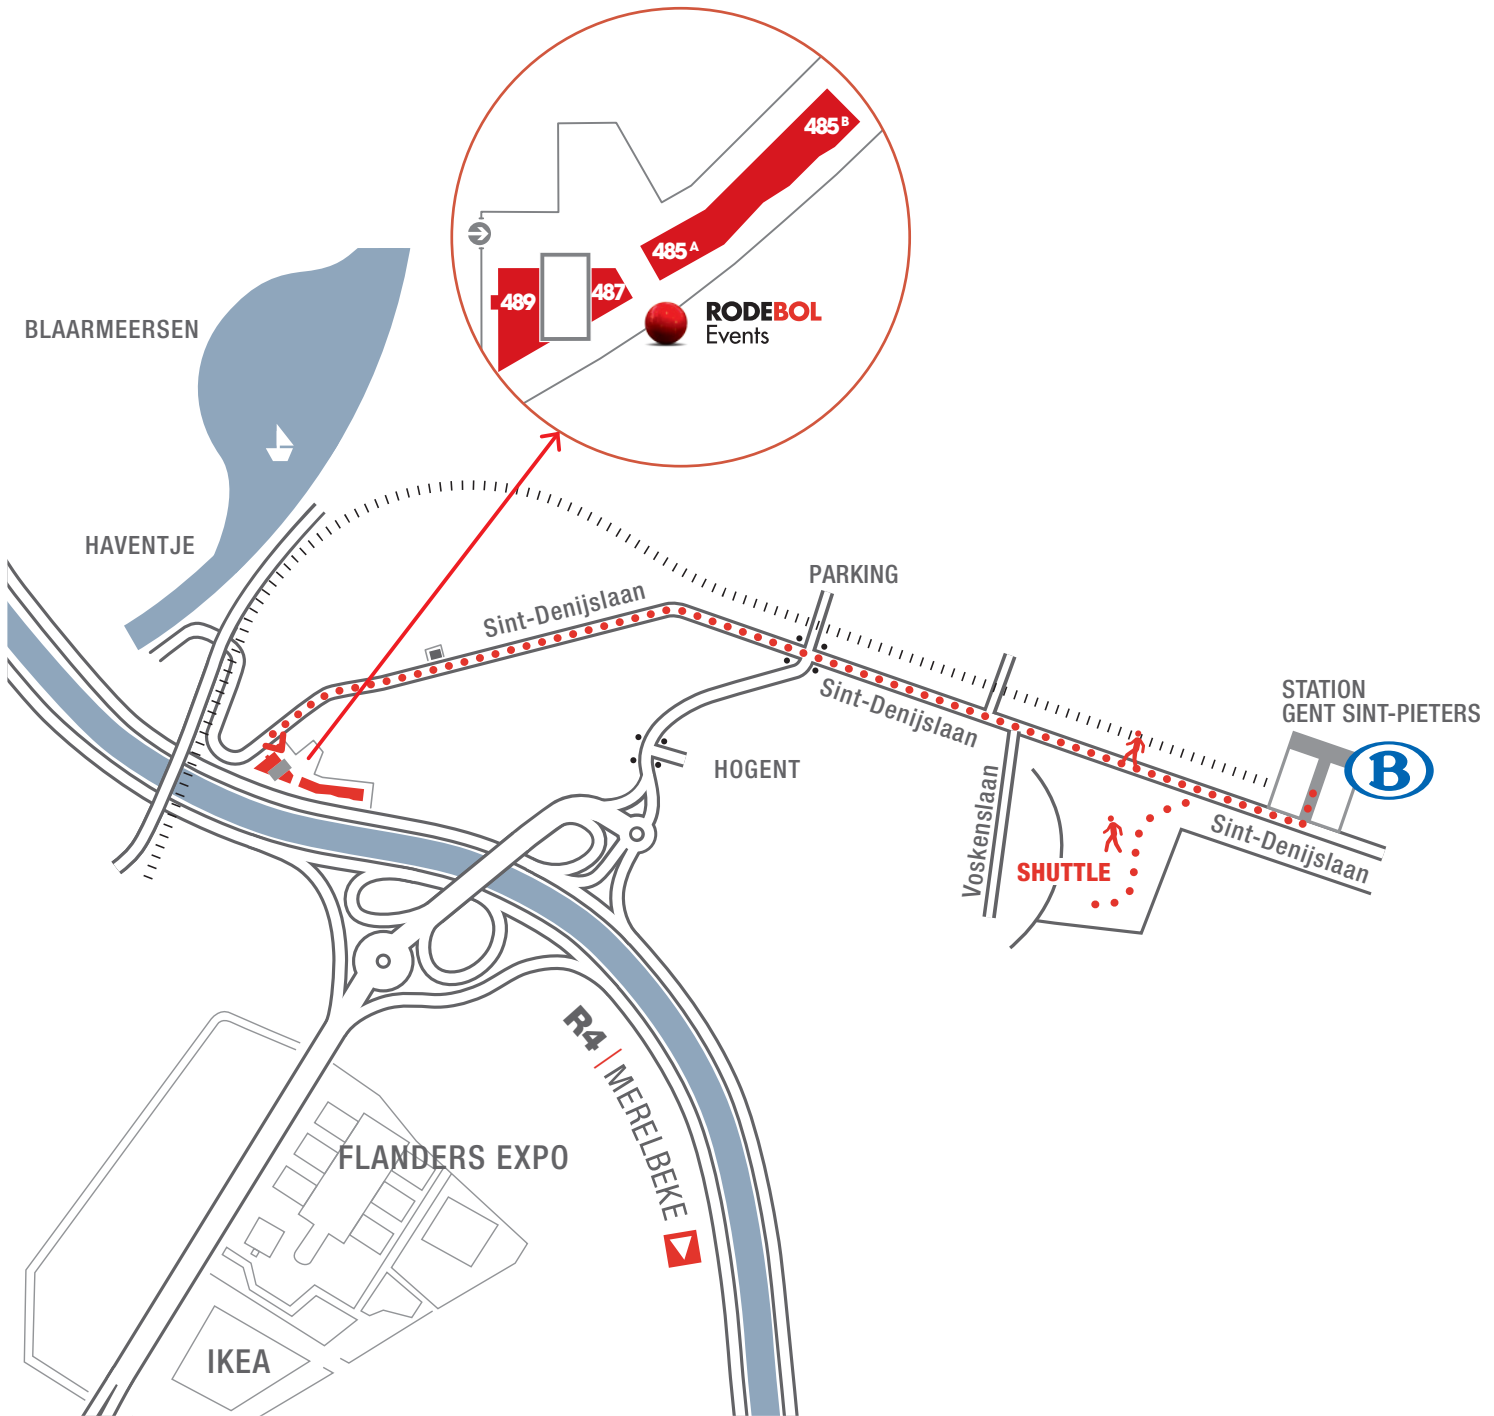 485 B
485 A
489
487
RODEBOL
Events
BLAARMEERSEN
HAVENTJE
PARKING
Sint-Denijslaan
Sint-Denijslaan
STATION
GENT SINT-PIETERS
B
HOGENT
Voskenslaan
Sint-Denijslaan
SHUTTLE
R4 | MERELBEKE
FLANDERS EXPO
IKEA